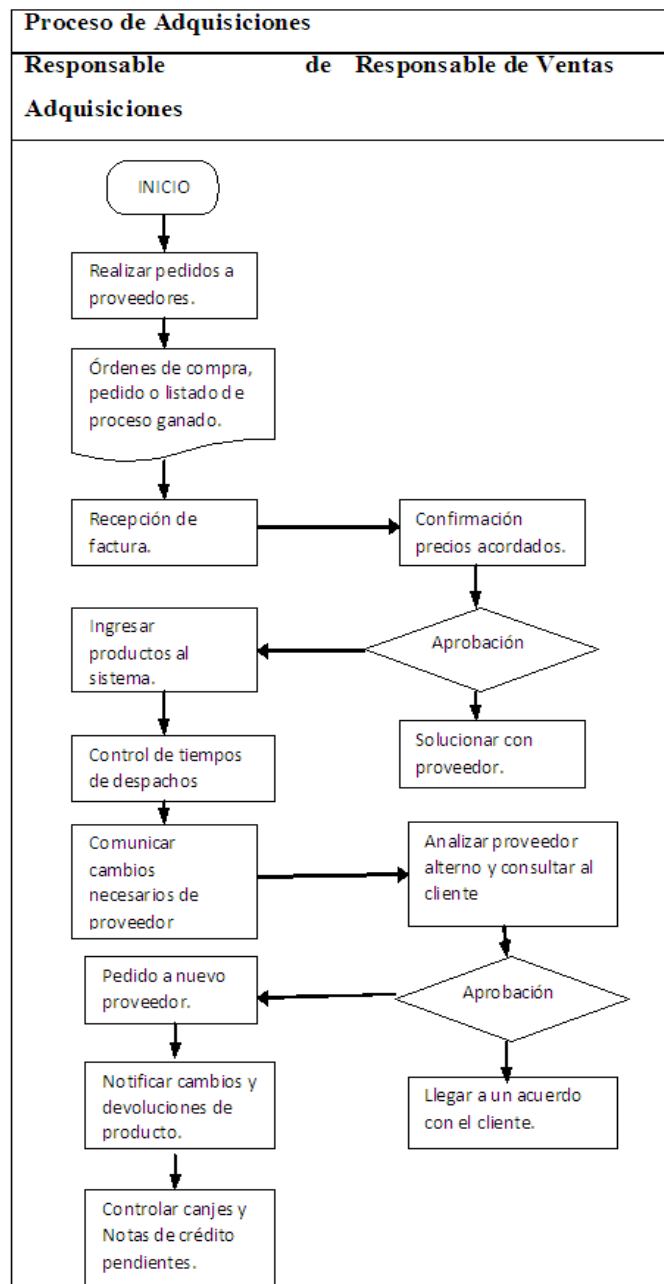 Proceso de Adquisiciones
Responsable de
Adquisiciones
Responsable de Ventas
INICIO
Realizar pedidos a
proveedores.
Órdenes de compra,
pedido o listado de
proceso ganado.
Recepción de
factura.
Confirmación
precios acordados.
Aprobación
Ingresar
productos al
sistema.
Solucionar con
proveedor.
Control de tiempos
de despachos
Comunicar
cambios
necesarios de
proveedor
Analizar proveedor
alterno y consultar al
cliente
Aprobación
Pedido a nuevo
proveedor.
Llegar a un acuerdo
con el cliente.
Notificar cambios y
devoluciones de
producto.
Controlar canjes y
Notas de crédito
pendientes.